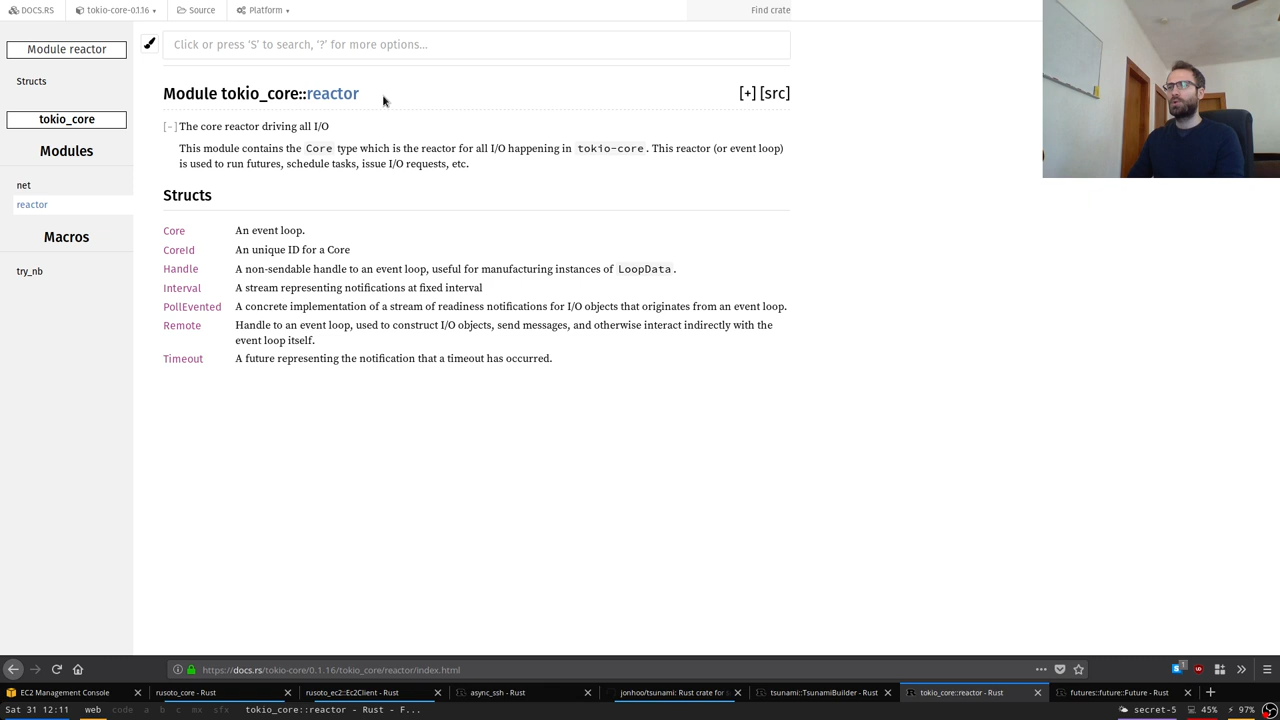 DOCS.RS
tokio-core-0.1.16
Source
Platform
Find crate
Module reactor
Structs
tokio_core
Modules
net
reactor
Macros
try_nb
Click or press ‘S’ to search, ‘?’ for more options…
Module tokio_core::reactor
[+] [src]
[-] The core reactor driving all I/O
This module contains the Core type which is the reactor for all I/O happening in tokio-core. This reactor (or event loop)
is used to run futures, schedule tasks, issue I/O requests, etc.
Structs
Core An event loop.
CoreId An unique ID for a Core
Handle A non-sendable handle to an event loop, useful for manufacturing instances of LoopData.
Interval A stream representing notifications at fixed interval
PollEvented A concrete implementation of a stream of readiness notifications for I/O objects that originates from an event loop.
Remote Handle to an event loop, used to construct I/O objects, send messages, and otherwise interact indirectly with the
event loop itself.
Timeout A future representing the notification that a timeout has occurred.
https://docs.rs/tokio-core/0.1.16/tokio_core/reactor/index.html
1
EC2 Management Console
rusoto_core - Rust
rusoto_ec2::Ec2Client - Rust
async_ssh - Rust
jonhoo/tsunami: Rust crate for s
tsunami::TsunamiBuilder - Rust
tokio_core::reactor - Rust
futures::future::Future - Rust
Sat 31 12:11 web code a b c mx sfx tokio_core::reactor - Rust - F... secret-5 45% 97%